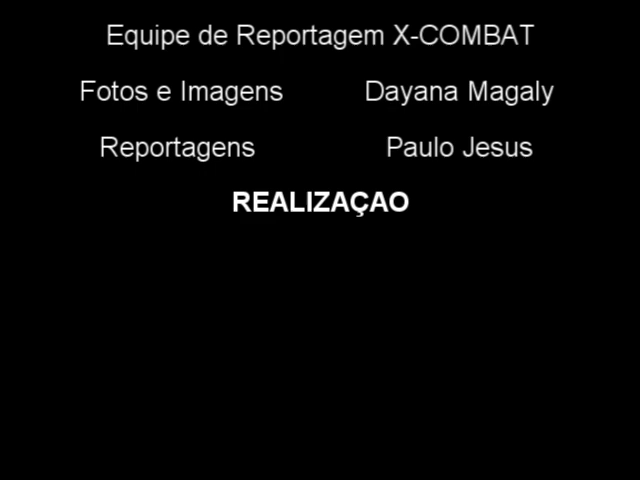 Equipe de Reportagem X-COMBAT
Fotos e Imagens Dayana Magaly
Reportagens Paulo Jesus
REALIZAÇAO